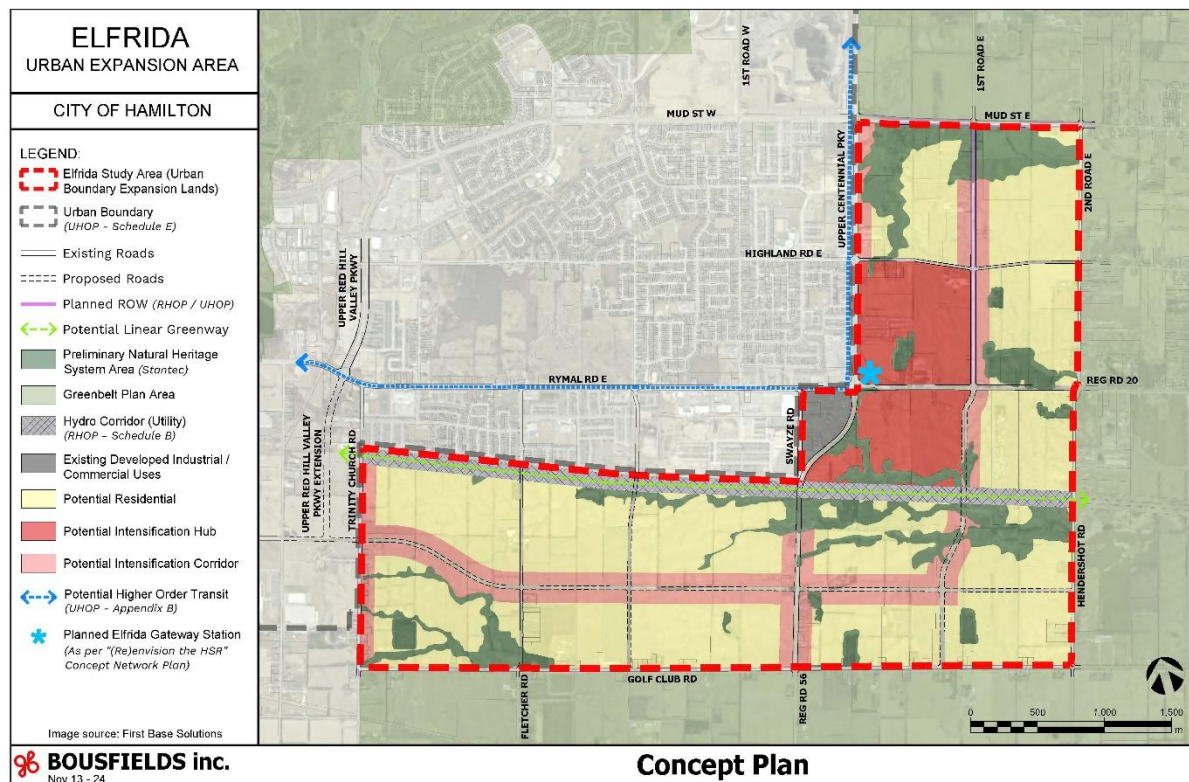 ELFRIDA
URBAN EXPANSION AREA
CITY OF HAMILTON
LEGEND:
Elfrida Study Area (Urban
Boundary Expansion Lands)
Urban Boundary
(UHOP - Schedule E)
Existing Roads
Proposed Roads
Planned ROW (RHOP / UHOP)
Potential Linear Greenway
Preliminary Natural Heritage
System Area (Stantec)
Greenbelt Plan Area
Hydro Corridor (Utility)
(RHOP - Schedule B)
Existing Developed Industrial /
Commercial Uses
Potential Residential
Potential Intensification Hub
Potential Intensification Corridor
Potential Higher Order Transit
(UHOP - Appendix B)
Planned Elfrida Gateway Station
(As per "(Re)envision the HSR"
Concept Network Plan)
Image source: First Base Solutions
1ST ROAD W
1ST ROAD E
MUD ST W
MUD ST E
UPPER CENTENNIAL PKY
2ND ROAD E
HIGHLAND RD E
UPPER RED HILL
VALLEY PKWY
RYMAL RD E
REG RD 20
SWAYZE RD
TRINITY CHURCH RD
UPPER RED HILL VALLEY
PKWY EXTENSION
HENDERSHOT RD
FLETCHER RD
GOLF CLUB RD
REG RD 56
0 500 1,000 1,500
m
BOUSFIELDS inc.
Nov 13 - 24
Concept Plan